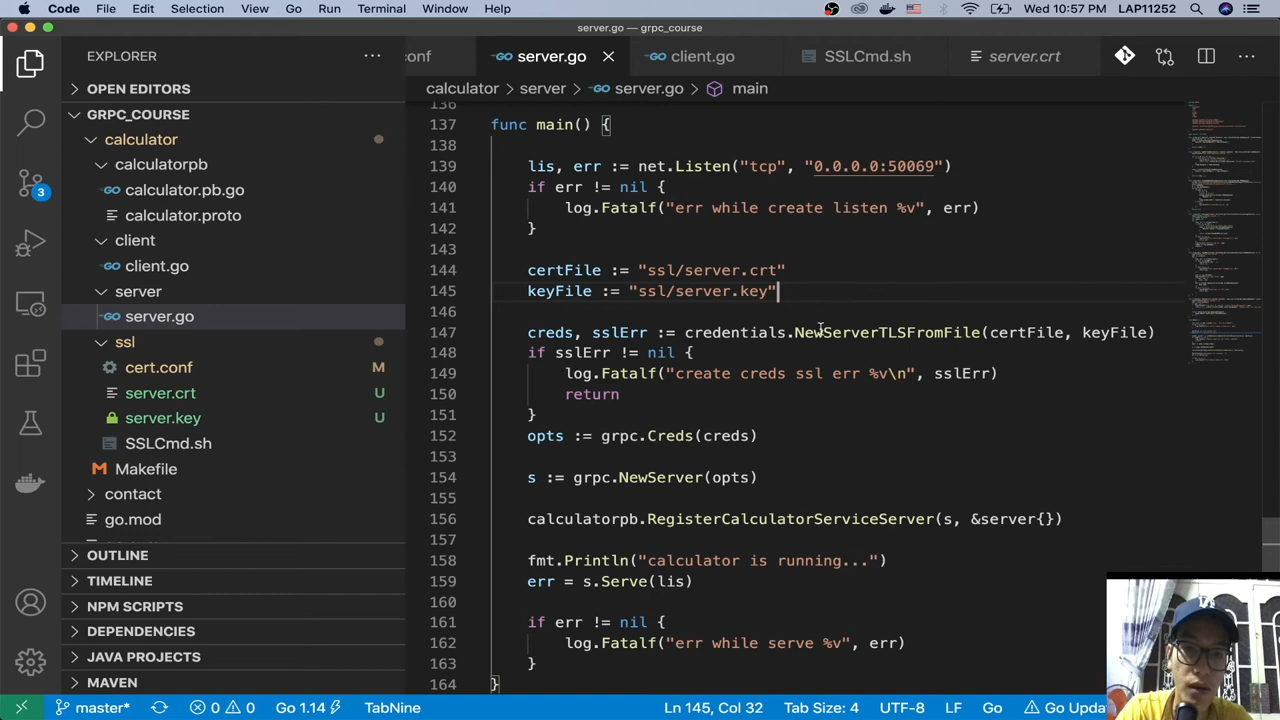 Code File Edit Selection View Go Run Terminal Window Help Wed 10:57 PM LAP11252
server.go — grpc_course
EXPLORER
conf server.go client.go SSLCmd.sh server.crt
calculator > server > server.go > main
OPEN EDITORS
GRPC_COURSE
calculator
calculatorpb
calculator.pb.go
calculator.proto
client
client.go
server
server.go
ssl
cert.conf M
server.crt U
server.key U
SSLCmd.sh
Makefile
contact
go.mod
OUTLINE
TIMELINE
NPM SCRIPTS
DEPENDENCIES
JAVA PROJECTS
MAVEN
3
136
137 func main() {
138
139 lis, err := net.Listen("tcp", "0.0.0.0:50069")
140 if err != nil {
141 log.Fatalf("err while create listen %v", err)
142 }
143
144 certFile := "ssl/server.crt"
145 keyFile := "ssl/server.key"
146
147 creds, sslErr := credentials.NewServerTLSFromFile(certFile, keyFile)
148 if sslErr != nil {
149 log.Fatalf("create creds ssl err %v\n", sslErr)
150 return
151 }
152 opts := grpc.Creds(creds)
153
154 s := grpc.NewServer(opts)
155
156 calculatorpb.RegisterCalculatorServiceServer(s, &server{})
157
158 fmt.Println("calculator is running...")
159 err = s.Serve(lis)
160
161 if err != nil {
162 log.Fatalf("err while serve %v", err)
163 }
164 }
master* 0 0 Go 1.14 TabNine Ln 145, Col 32 Tab Size: 4 UTF-8 LF Go Go Upda